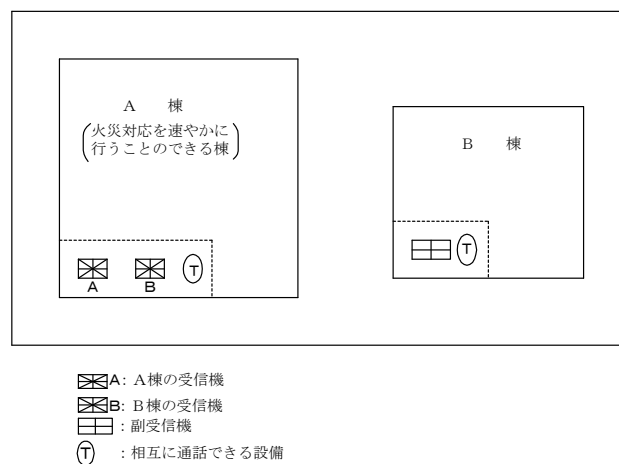 A 棟
火災対応を速やかに
行うことのできる棟
B 棟
A
B
T
T
A: A棟の受信機
B: B棟の受信機
: 副受信機
T : 相互に通話できる設備